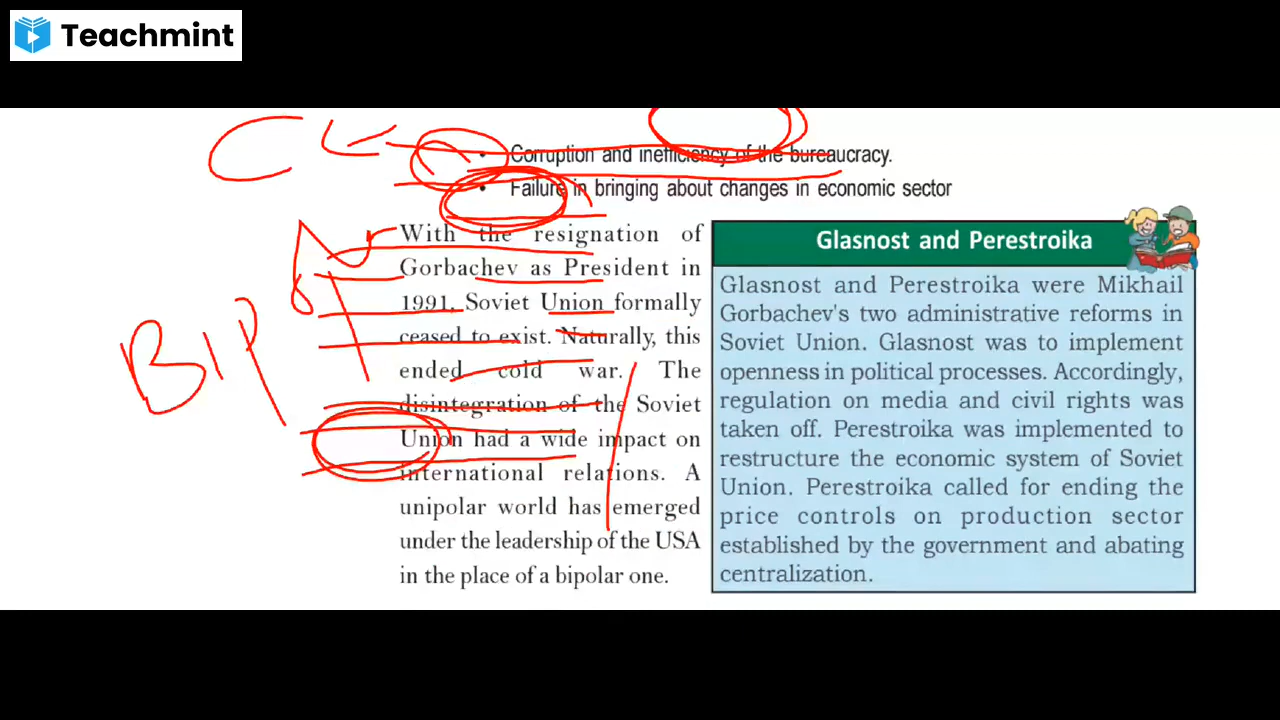 Teachmint
• Corruption and inefficiency of the bureaucracy.
• Failure in bringing about changes in economic sector
With the resignation of
Gorbachev as President in
1991, Soviet Union formally
ceased to exist. Naturally, this
ended cold war. The
disintegration of the Soviet
Union had a wide impact on
international relations. A
unipolar world has emerged
under the leadership of the USA
in the place of a bipolar one.
BIP
Glasnost and Perestroika
Glasnost and Perestroika were Mikhail
Gorbachev's two administrative reforms in
Soviet Union. Glasnost was to implement
openness in political processes. Accordingly,
regulation on media and civil rights was
taken off. Perestroika was implemented to
restructure the economic system of Soviet
Union. Perestroika called for ending the
price controls on production sector
established by the government and abating
centralization.